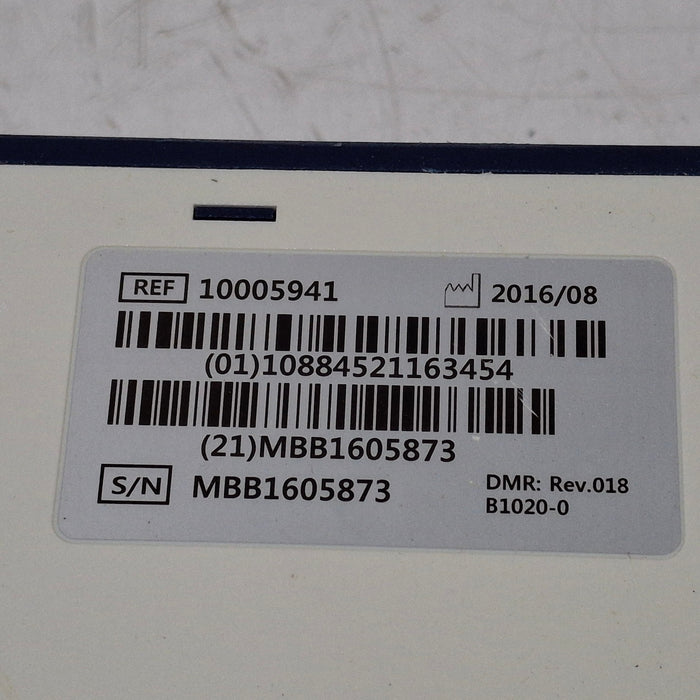 REF 10005941 2016/08
(01)10884521163454
(21)MBB1605873
S/N MBB1605873 DMR: Rev.018
B1020-0